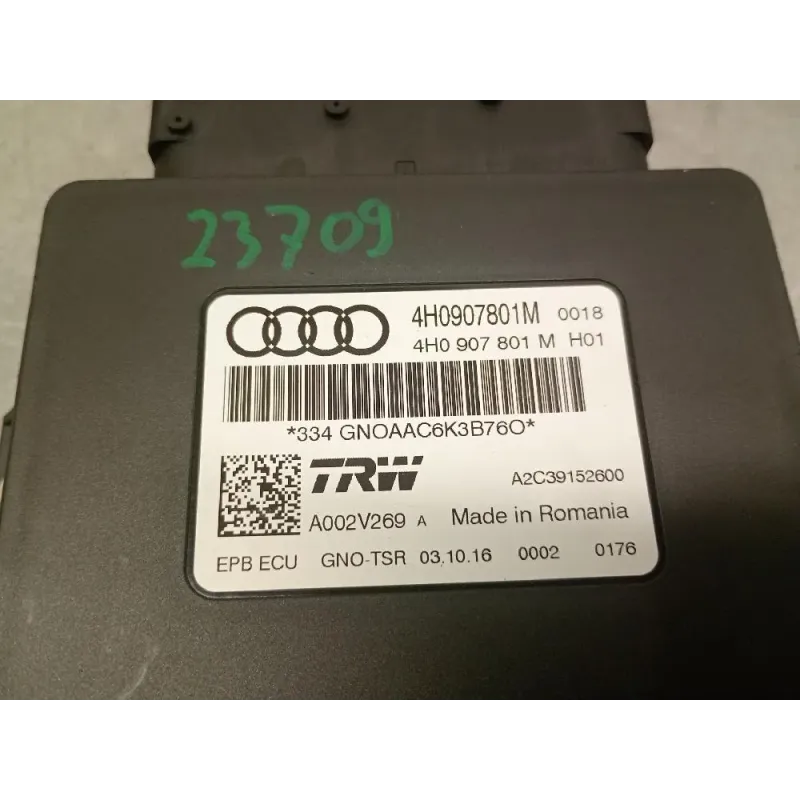 23709
4H0907801M 0018
4H0 907 801 M H01
*334 GNOAAC6K3B76O*
TRW A2C39152600
A002V269 A Made in Romania
EPB ECU GNO-TSR 03.10.16 0002 0176